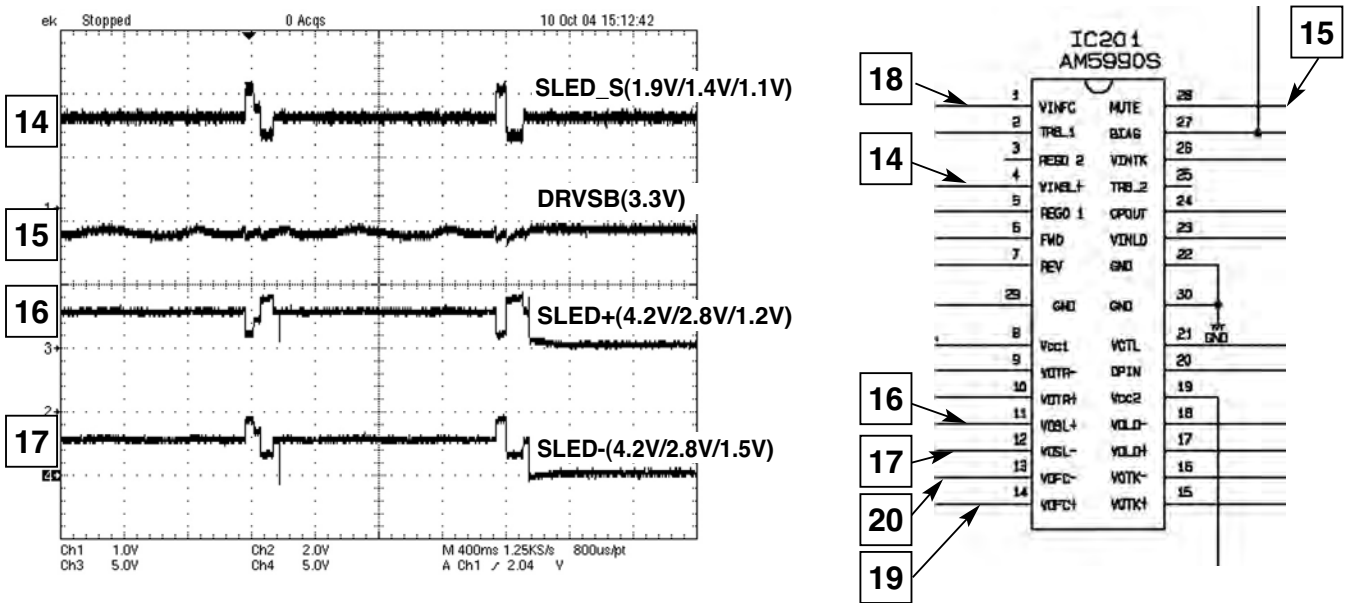 ek Stopped 0 Acqs 10 Oct 04 15:12:42
SLED_S(1.9V/1.4V/1.1V)
14
DRVSB(3.3V)
15
16
SLED+(4.2V/2.8V/1.2V)
3
2
17
SLED-(4.2V/2.8V/1.5V)
4
Ch1 1.0V Ch2 2.0V M 400ms 1.25KS/s 800us/pt
Ch3 5.0V Ch4 5.0V A Ch1 2.04 V
IC201
AM5990S
15
18
1 VINFC MUTE 28
2 TRB_1 BIAS 27
3 REGO 2 VINTK 26
14
4 VINSL+ TRB_2 25
5 REGO 1 OPOUT 24
6 FWD VINLD 23
7 REV GND 22
29 GND GND 30
GND
8 Vcc1 VCTL 21
9 VOTR- OPIN 20
10 VOTR+ Vcc2 19
16
11 VOSL+ VOLD- 18
12 VOSL- VOLD+ 17
17
13 VOFC- VOTK- 16
14 VOFC+ VOTK+ 15
20
19